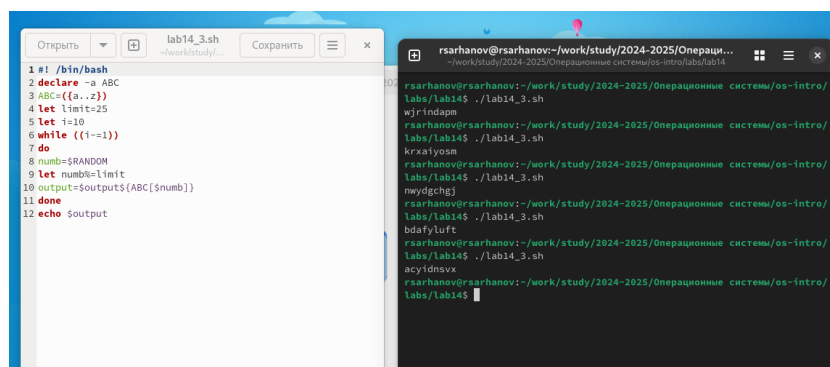 Открыть
lab14_3.sh
~/work/study/...
Сохранить
1 #! /bin/bash
2 declare -a ABC
3 ABC=({a..z})
4 let limit=25
5 let i=10
6 while ((i-=1))
7 do
8 numb=$RANDOM
9 let numb%=limit
10 output=$output${ABC[$numb]}
11 done
12 echo $output
rsarhanov@rsarhanov:~/work/study/2024-2025/Операци...
~/work/study/2024-2025/Операционные системы/os-intro/labs/lab14
rsarhanov@rsarhanov:~/work/study/2024-2025/Операционные системы/os-intro/
labs/lab14$ ./lab14_3.sh
wjrindapm
rsarhanov@rsarhanov:~/work/study/2024-2025/Операционные системы/os-intro/
labs/lab14$ ./lab14_3.sh
krxaiyosm
rsarhanov@rsarhanov:~/work/study/2024-2025/Операционные системы/os-intro/
labs/lab14$ ./lab14_3.sh
nwydgchgj
rsarhanov@rsarhanov:~/work/study/2024-2025/Операционные системы/os-intro/
labs/lab14$ ./lab14_3.sh
bdafyluft
rsarhanov@rsarhanov:~/work/study/2024-2025/Операционные системы/os-intro/
labs/lab14$ ./lab14_3.sh
acyidnsvx
rsarhanov@rsarhanov:~/work/study/2024-2025/Операционные системы/os-intro/
labs/lab14$